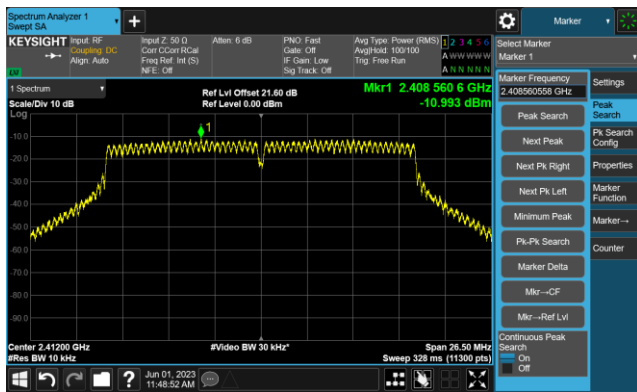 Spectrum Analyzer 1
Swept SA
Marker
KEYSIGHT
Input: RF
Coupling: DC
Align: Auto
Input Z: 50 Ω
Corr CCorr RCal
Freq Ref: Int (S)
NFE: Off
Atten: 6 dB
PNO: Fast
Gate: Off
IF Gain: Low
Sig Track: Off
Avg Type: Power (RMS)
Avg|Hold: 100/100
Trig: Free Run
1 2 3 4 5 6
A W W W W W
A N N N N N
Select Marker
Marker 1
1 Spectrum
Scale/Div 10 dB
Log
Ref Lvl Offset 21.60 dB
Ref Level 0.00 dBm
Mkr1 2.408 560 6 GHz
-10.993 dBm
1
-10.0
-20.0
-30.0
-40.0
-50.0
-60.0
-70.0
-80.0
-90.0
Center 2.41200 GHz
#Res BW 10 kHz
#Video BW 30 kHz*
Span 26.50 MHz
Sweep 328 ms (11300 pts)
Marker Frequency
2.408560558 GHz
Peak Search
Next Peak
Next Pk Right
Next Pk Left
Minimum Peak
Pk-Pk Search
Marker Delta
Mkr→CF
Mkr→Ref Lvl
Continuous Peak
Search
On
Off
Settings
Peak
Search
Pk Search
Config
Properties
Marker
Function
Marker→
Counter
?
Jun 01, 2023
11:48:52 AM